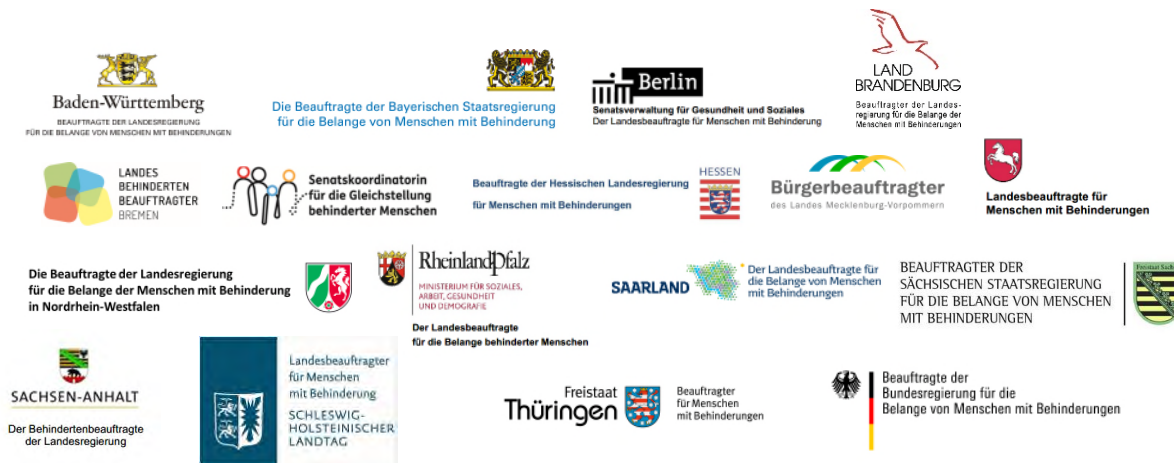 Baden-Württemberg
BEAUFTRAGTE DER LANDESREGIERUNG
FÜR DIE BELANGE VON MENSCHEN MIT BEHINDERUNGEN
Die Beauftragte der Bayerischen Staatsregierung
für die Belange von Menschen mit Behinderung
Berlin
Senatsverwaltung für Gesundheit und Soziales
Der Landesbeauftragte für Menschen mit Behinderung
LAND
BRANDENBURG
Beauftragter der Landes-
regierung für die Belange der
Menschen mit Behinderungen
LANDES
BEHINDERTEN
BEAUFTRAGTER
BREMEN
Senatskoordinatorin
für die Gleichstellung
behinderter Menschen
Beauftragte der Hessischen Landesregierung
für Menschen mit Behinderungen
HESSEN
Bürgerbeauftragter
des Landes Mecklenburg-Vorpommern
Landesbeauftragte für
Menschen mit Behinderungen
Die Beauftragte der Landesregierung
für die Belange der Menschen mit Behinderung
in Nordrhein-Westfalen
RheinlandPfalz
MINISTERIUM FÜR SOZIALES,
ARBEIT, GESUNDHEIT
UND DEMOGRAFIE
Der Landesbeauftragte
für die Belange behinderter Menschen
SAARLAND
Der Landesbeauftragte für
die Belange von Menschen
mit Behinderungen
BEAUFTRAGTER DER
SÄCHSISCHEN STAATSREGIERUNG
FÜR DIE BELANGE VON MENSCHEN
MIT BEHINDERUNGEN
Freistaat Sach
SACHSEN-ANHALT
Der Behindertenbeauftragte
der Landesregierung
Landesbeauftragter
für Menschen
mit Behinderung
SCHLESWIG-
HOLSTEINISCHER
LANDTAG
Freistaat
Thüringen
Beauftragter
für Menschen
mit Behinderungen
Beauftragte der
Bundesregierung für die
Belange von Menschen mit Behinderungen